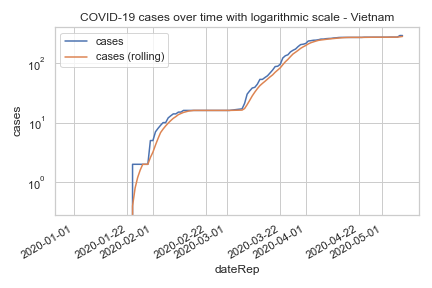 COVID-19 cases over time with logarithmic scale - Vietnam
cases
cases (rolling)
10²
10¹
10⁰
cases
2020-01-01
2020-01-22
2020-02-01
2020-02-22
2020-03-01
2020-03-22
2020-04-01
2020-04-22
2020-05-01
dateRep